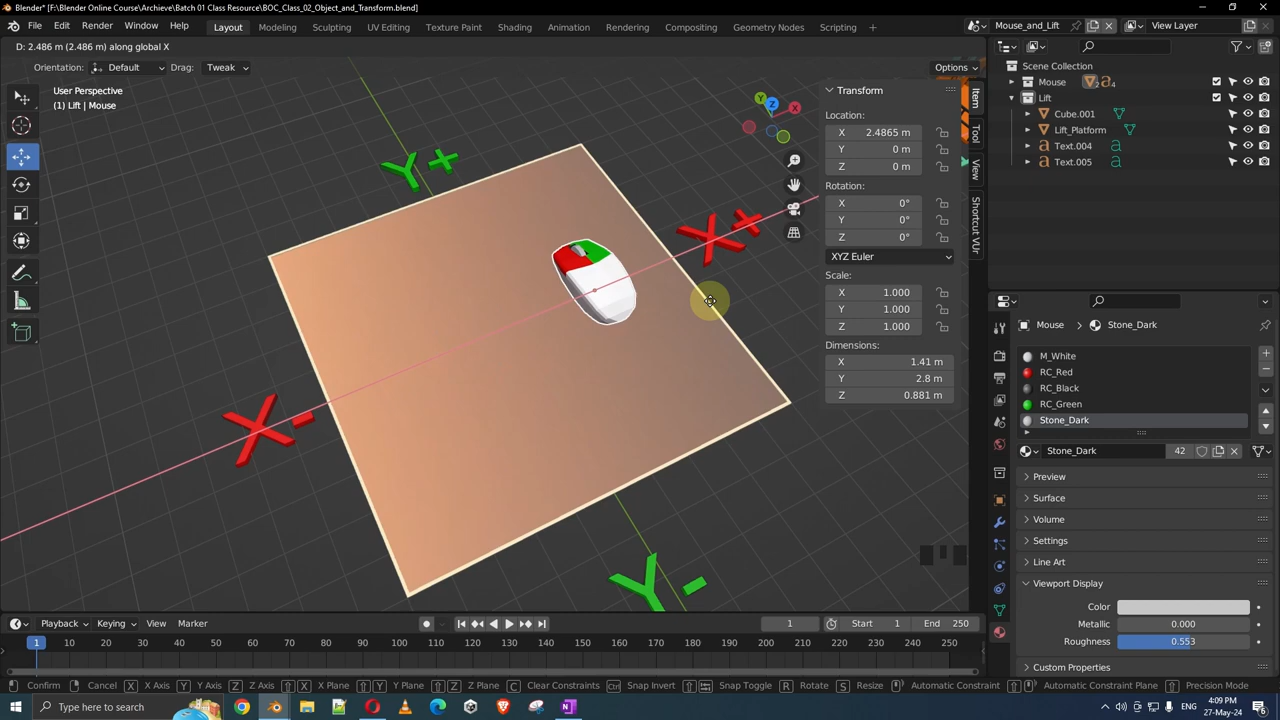 Blender* [F:\Blender Online Course\Archieve\Batch 01 Class Resource\BOC_Class_02_Object_and_Transform.blend]
File Edit Render Window Help Layout Modeling Sculpting UV Editing Texture Paint Shading Animation Rendering Compositing Geometry Nodes Scripting Mouse_and_Lift View Layer
D: 2.486 m (2.486 m) along global X
Orientation: Default Drag: Tweak Options
User Perspective
(1) Lift | Mouse
Y+
X+
X-
Y-
Y Z X
Transform
Location:
X 2.4865 m
Y 0 m
Z 0 m
Rotation:
X 0°
Y 0°
Z 0°
XYZ Euler
Scale:
X 1.000
Y 1.000
Z 1.000
Dimensions:
X 1.41 m
Y 2.8 m
Z 0.881 m
Item
Tool
View
Shortcut VUr
Scene Collection
Mouse 2 4
Lift
Cube.001
Lift_Platform
Text.004
Text.005
Mouse Stone_Dark
M_White
RC_Red
RC_Black
RC_Green
Stone_Dark
Stone_Dark 42
Preview
Surface
Volume
Settings
Line Art
Viewport Display
Color
Metallic 0.000
Roughness 0.553
Custom Properties
Playback Keying View Marker 1 Start 1 End 250
1 10 20 30 40 50 60 70 80 90 100 110 120 130 140 150 160 170 180 190 200 210 220 230 240 250
Confirm Cancel X X Axis Y Y Axis Z Z Axis X X Plane Y Y Plane Z Z Plane C Clear Constraints Ctrl Snap Invert Snap Toggle R Rotate S Resize Automatic Constraint Automatic Constraint Plane Precision Mode
Type here to search
ENG
4:09 PM
27-May-24